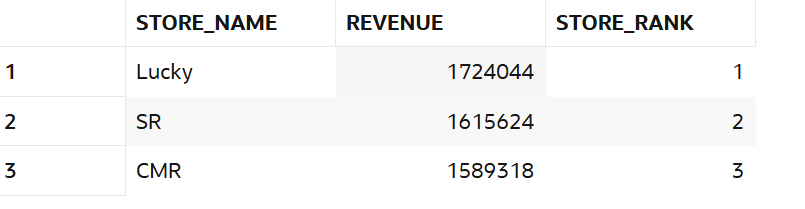 STORE_NAME REVENUE STORE_RANK
1 Lucky 1724044 1
2 SR 1615624 2
3 CMR 1589318 3